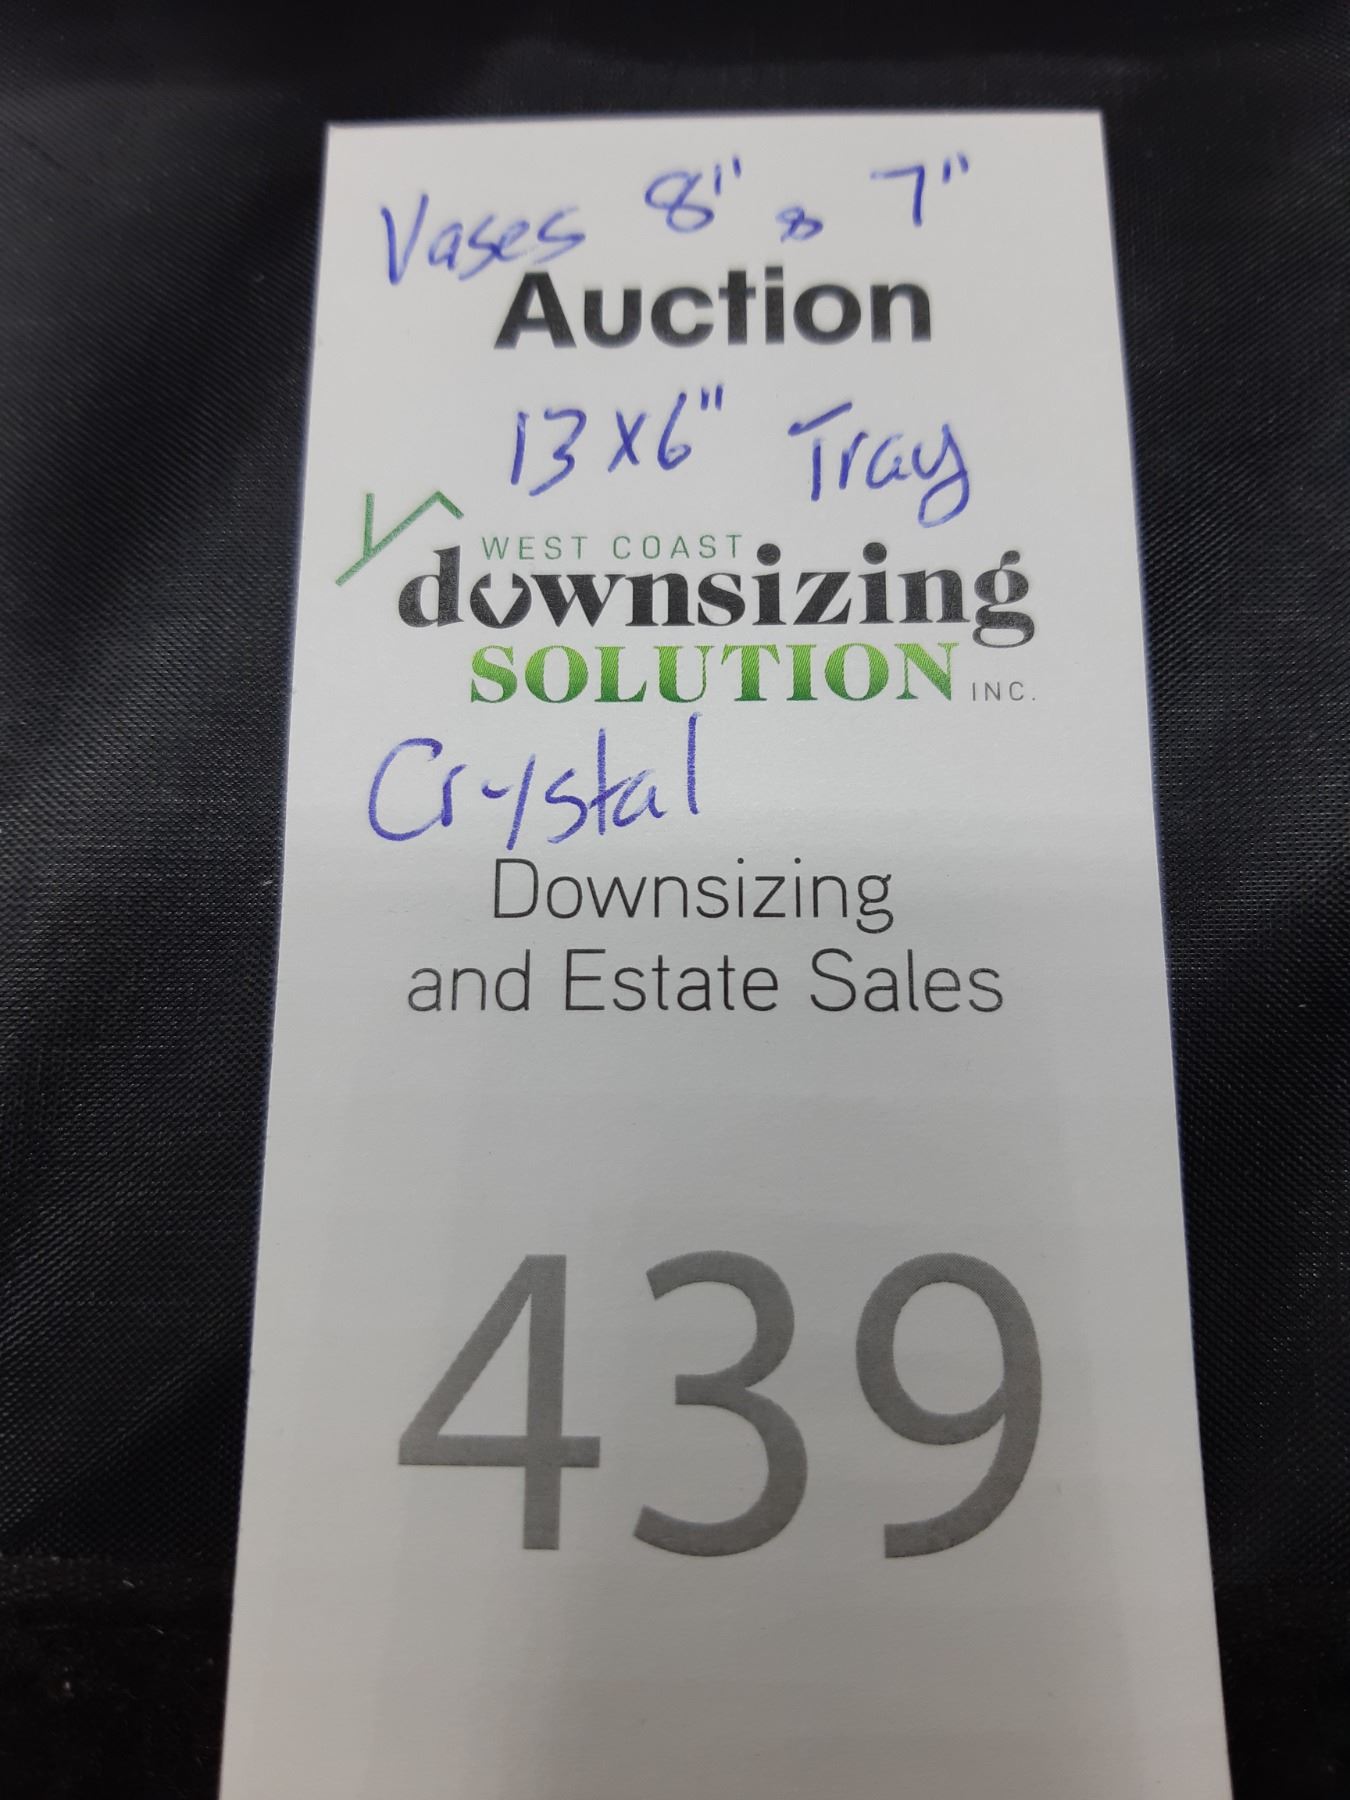 Vases 8" & 7"
Auction
13x6" Tray
WEST COAST
downsizing
SOLUTION INC.
Crystal
Downsizing
and Estate Sales
439